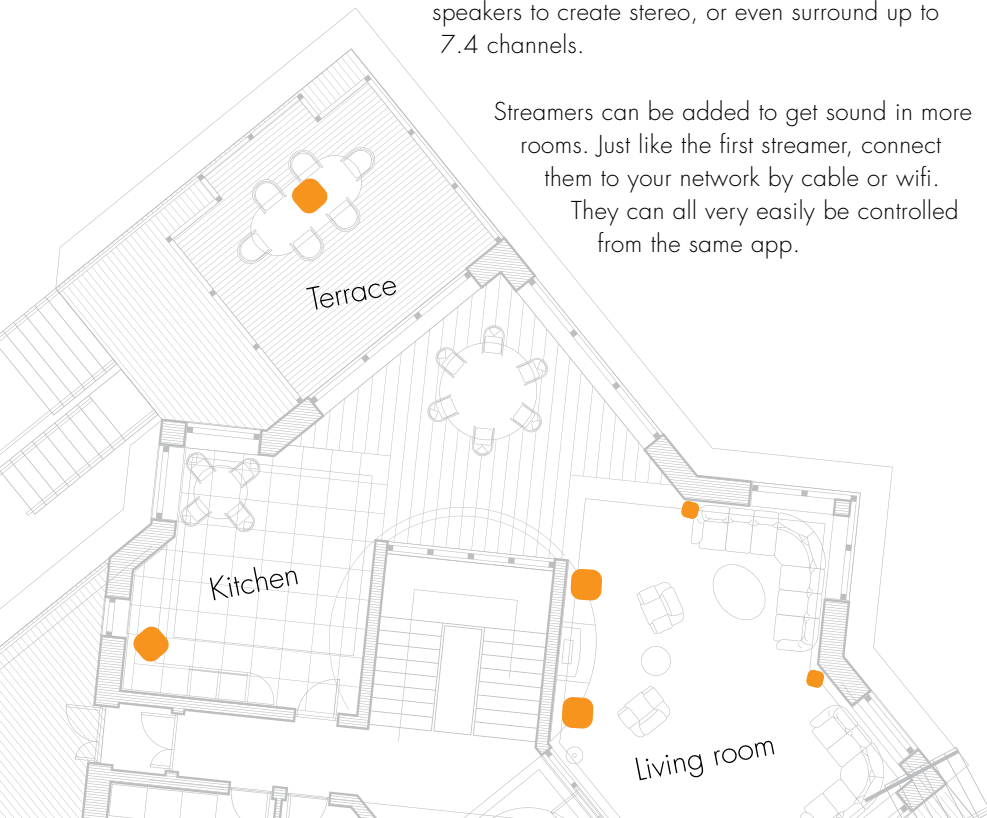 speakers to create stereo, or even surround up to
7.4 channels.
Streamers can be added to get sound in more
rooms. Just like the first streamer, connect
them to your network by cable or wifi.
They can all very easily be controlled
from the same app.
Terrace
Kitchen
Living room